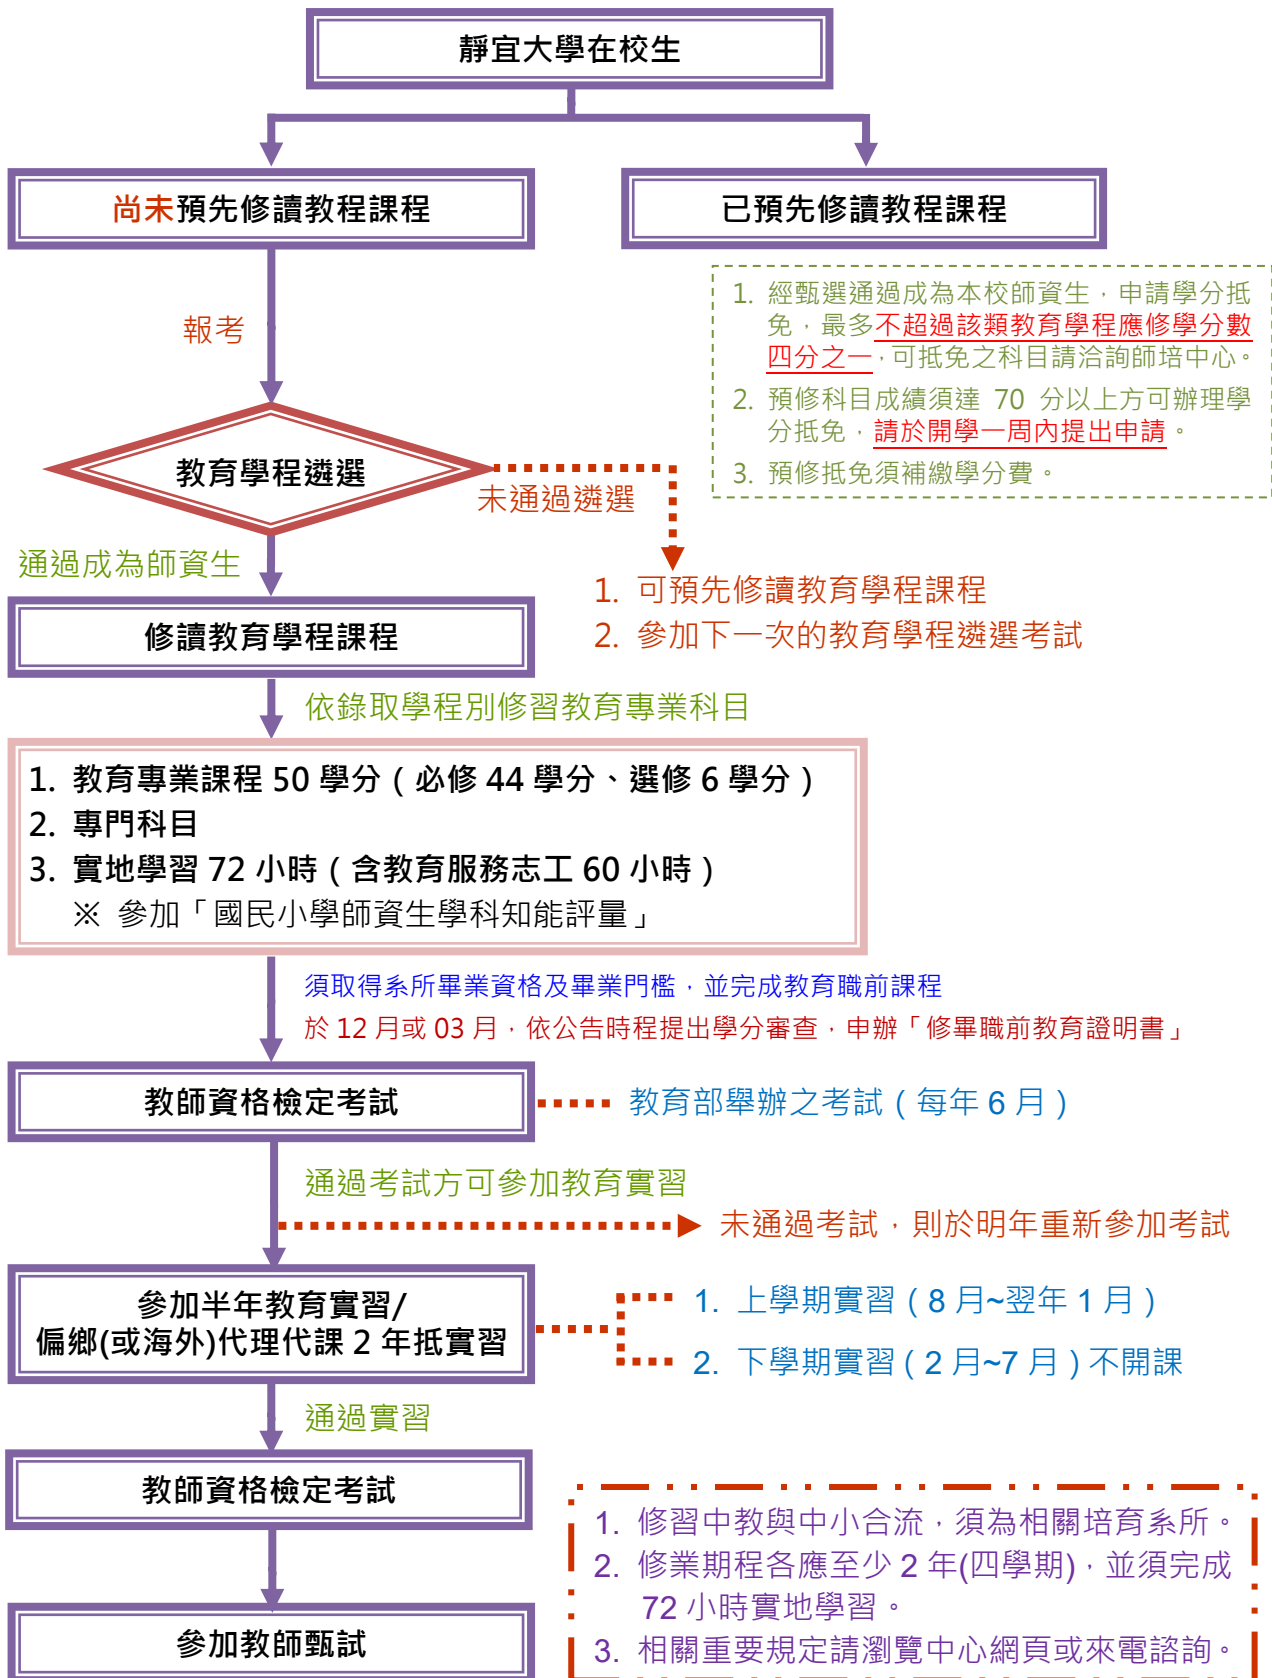 靜宜大學在校生
尚未預先修讀教程課程
已預先修讀教程課程
報考
1. 經甄選通過成為本校師資生，申請學分抵
免，最多不超過該類教育學程應修學分數
四分之一，可抵免之科目請洽詢師培中心。
2. 預修科目成績須達 70 分以上方可辦理學
分抵免，請於開學一周內提出申請。
3. 預修抵免須補繳學分費。
教育學程遴選
未通過遴選
通過成為師資生
1. 可預先修讀教育學程課程
2. 參加下一次的教育學程遴選考試
修讀教育學程課程
依錄取學程別修習教育專業科目
1. 教育專業課程 50 學分（必修 44 學分、選修 6 學分）
2. 專門科目
3. 實地學習 72 小時（含教育服務志工 60 小時）
※ 參加「國民小學師資生學科知能評量」
須取得系所畢業資格及畢業門檻，並完成教育職前課程
於 12 月或 03 月，依公告時程提出學分審查，申辦「修畢職前教育證明書」
教師資格檢定考試
教育部舉辦之考試（每年 6 月）
通過考試方可參加教育實習
未通過考試，則於明年重新參加考試
參加半年教育實習/
偏鄉(或海外)代理代課 2 年抵實習
1. 上學期實習（8 月~翌年 1 月）
2. 下學期實習（2 月~7 月）不開課
通過實習
教師資格檢定考試
參加教師甄試
1. 修習中教與中小合流，須為相關培育系所。
2. 修業期程各應至少 2 年(四學期)，並須完成
72 小時實地學習。
3. 相關重要規定請瀏覽中心網頁或來電諮詢。